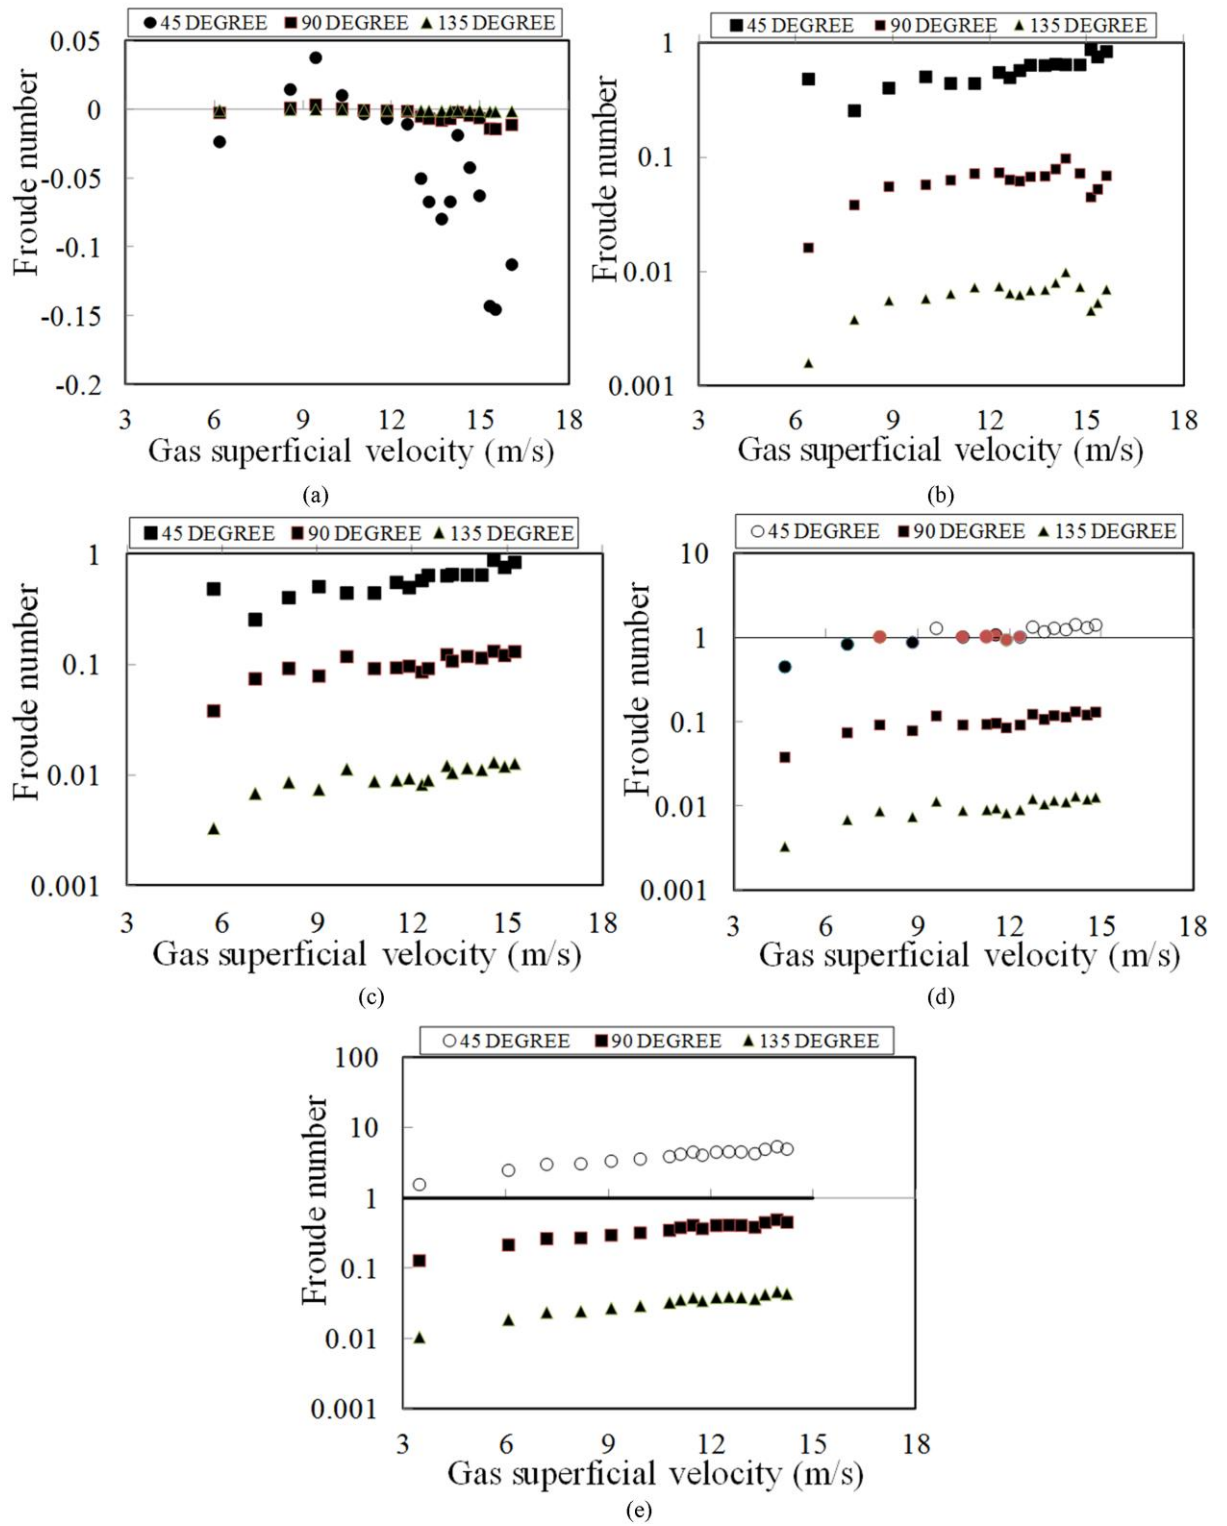 45 DEGREE 90 DEGREE 135 DEGREE
0.05
0
-0.05
-0.1
-0.15
-0.2
Froude number
3 6 9 12 15 18
Gas superficial velocity (m/s)
(a)
45 DEGREE 90 DEGREE 135 DEGREE
1
0.1
0.01
0.001
Froude number
3 6 9 12 15 18
Gas superficial velocity (m/s)
(b)
45 DEGREE 90 DEGREE 135 DEGREE
1
0.1
0.01
0.001
Froude number
3 6 9 12 15 18
Gas superficial velocity (m/s)
(c)
45 DEGREE 90 DEGREE 135 DEGREE
10
1
0.1
0.01
0.001
Froude number
3 6 9 12 15 18
Gas superficial velocity (m/s)
(d)
45 DEGREE 90 DEGREE 135 DEGREE
100
10
1
0.1
0.01
0.001
Froude number
3 6 9 12 15 18
Gas superficial velocity (m/s)
(e)